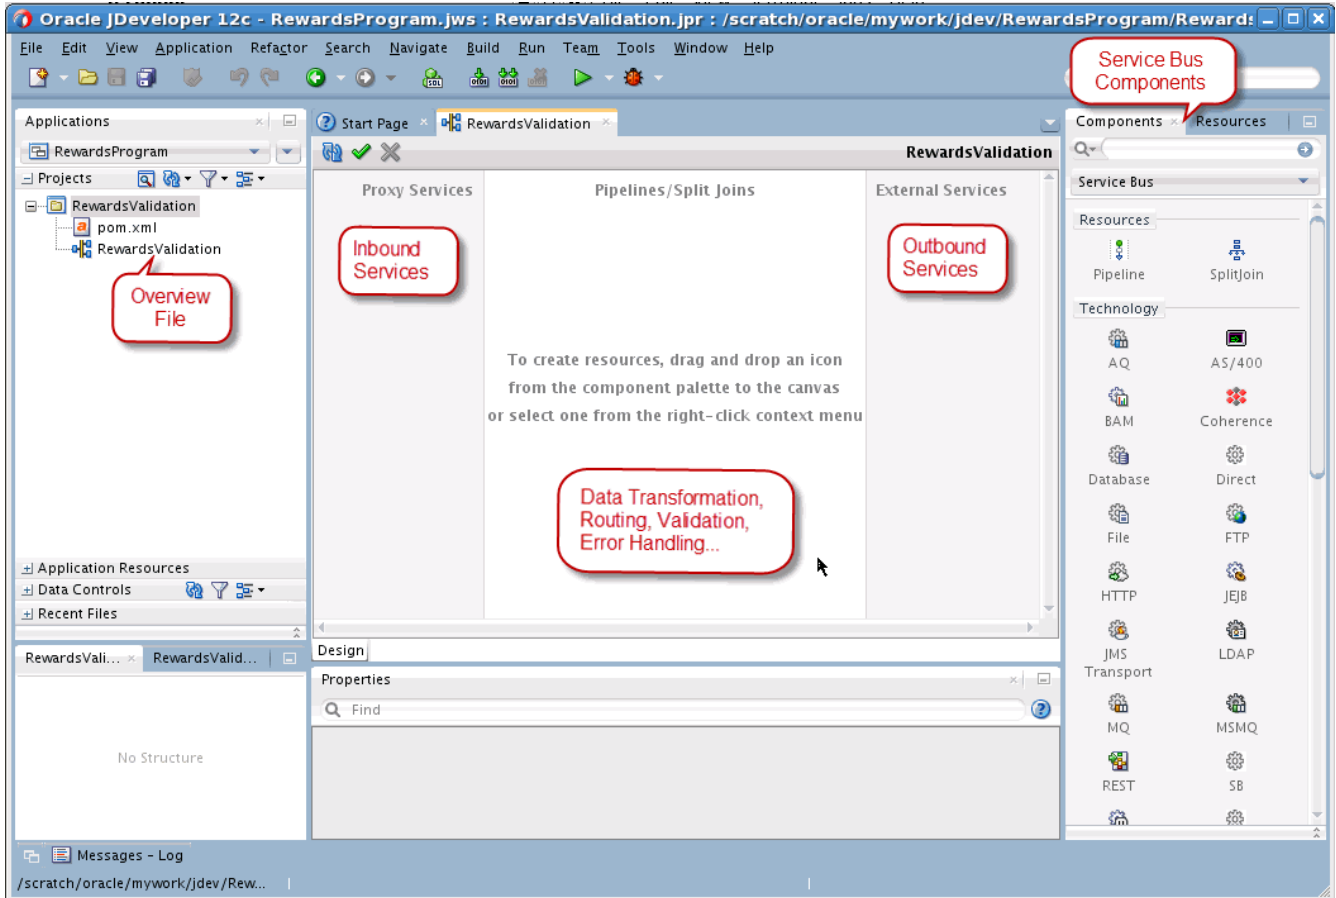 Oracle JDeveloper 12c - RewardsProgram.jws : RewardsValidation.jpr : /scratch/oracle/mywork/jdev/RewardsProgram/Rewards
File Edit View Application Refactor Search Navigate Build Run Team Tools Window Help
Service Bus
Components
Applications
RewardsProgram
Projects
RewardsValidation
pom.xml
RewardsValidation
Overview
File
Application Resources
Data Controls
Recent Files
RewardsVali... RewardsValid...
No Structure
Start Page RewardsValidation
RewardsValidation
Proxy Services Pipelines/Split Joins External Services
Inbound
Services
Outbound
Services
To create resources, drag and drop an icon
from the component palette to the canvas
or select one from the right-click context menu
Data Transformation,
Routing, Validation,
Error Handling...
Design
Properties
Find
Components Resources
Service Bus
Resources
Pipeline SplitJoin
Technology
AQ AS/400
BAM Coherence
Database Direct
File FTP
HTTP JEJB
JMS
Transport LDAP
MQ MSMQ
REST SB
Messages - Log
/scratch/oracle/mywork/jdev/Rew...